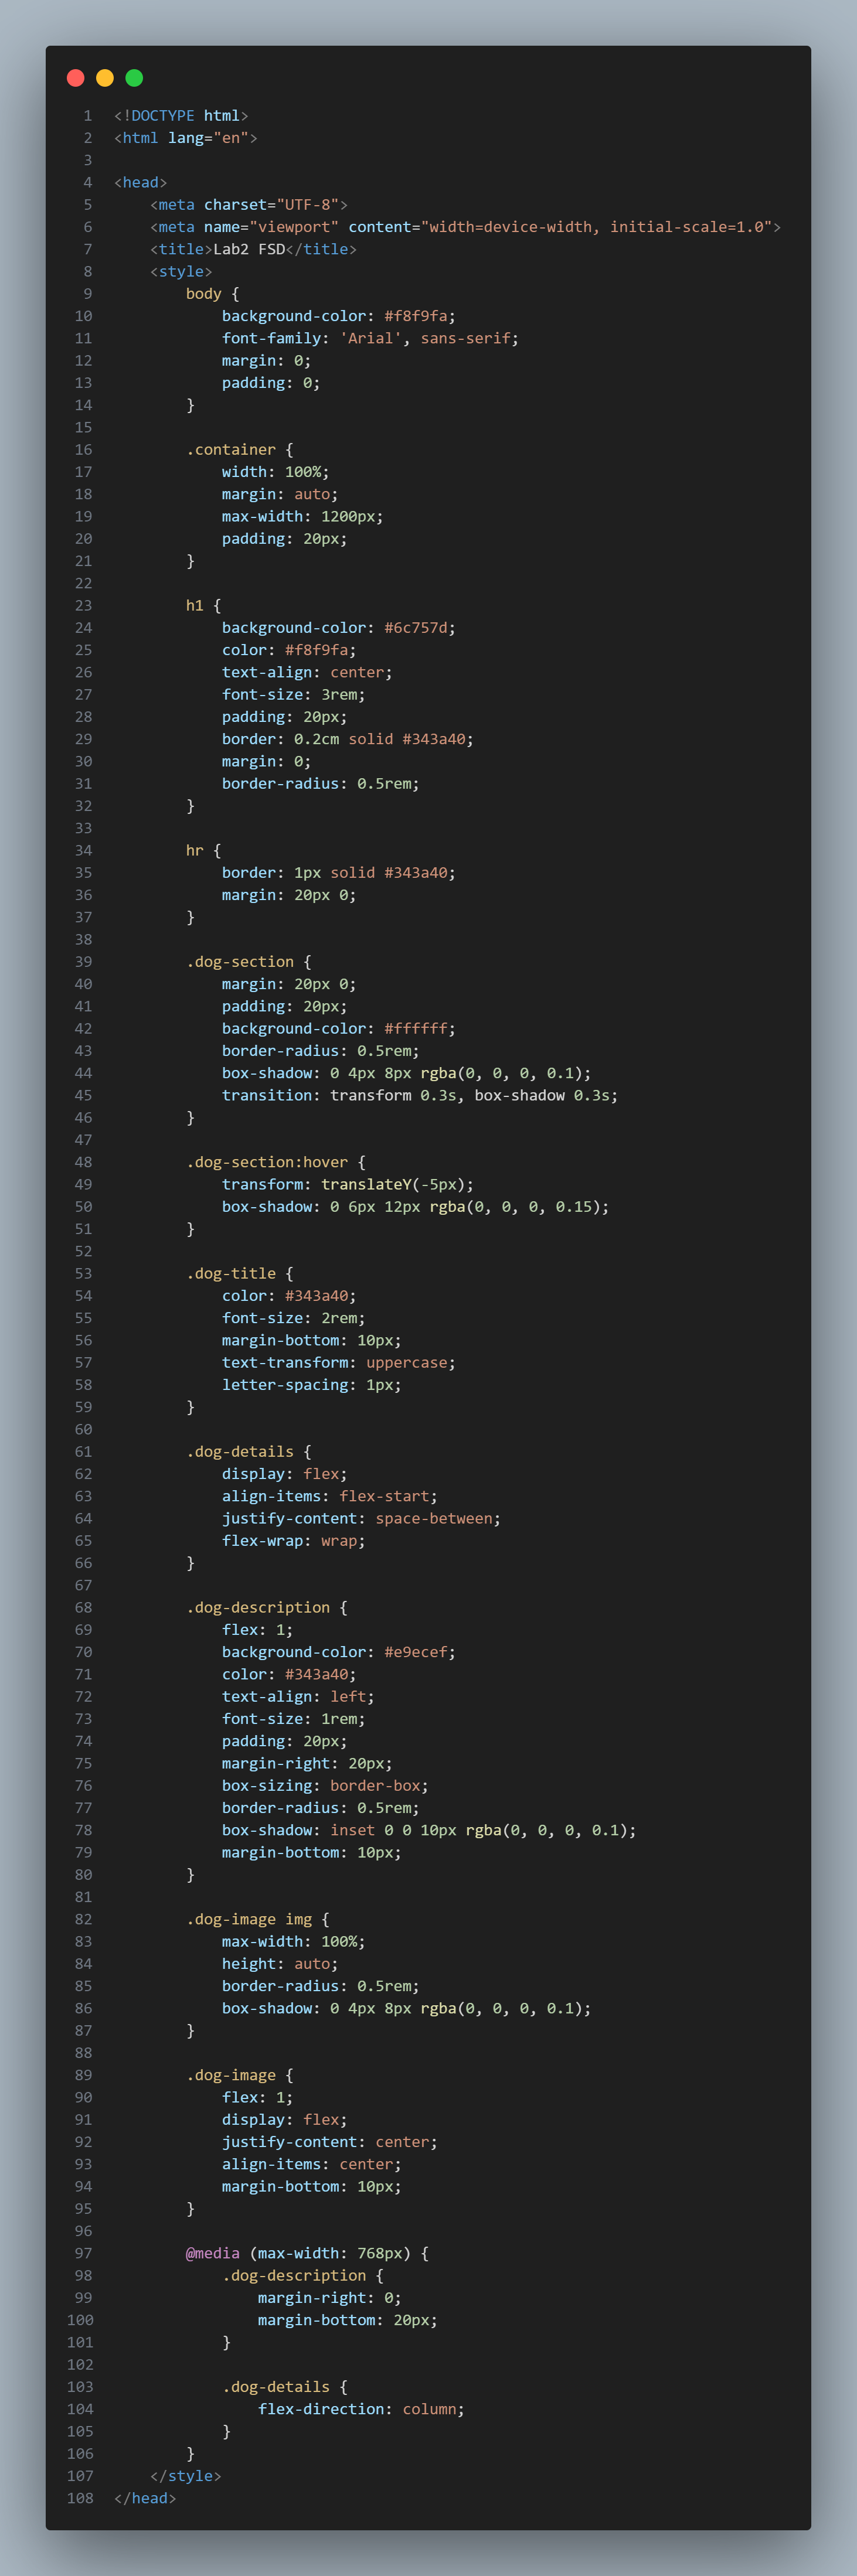 1 <!DOCTYPE html>
2 <html lang="en">
3
4 <head>
5     <meta charset="UTF-8">
6     <meta name="viewport" content="width=device-width, initial-scale=1.0">
7     <title>Lab2 FSD</title>
8     <style>
9         body {
10             background-color: #f8f9fa;
11             font-family: 'Arial', sans-serif;
12             margin: 0;
13             padding: 0;
14         }
15
16         .container {
17             width: 100%;
18             margin: auto;
19             max-width: 1200px;
20             padding: 20px;
21         }
22
23         h1 {
24             background-color: #6c757d;
25             color: #f8f9fa;
26             text-align: center;
27             font-size: 3rem;
28             padding: 20px;
29             border: 0.2cm solid #343a40;
30             margin: 0;
31             border-radius: 0.5rem;
32         }
33
34         hr {
35             border: 1px solid #343a40;
36             margin: 20px 0;
37         }
38
39         .dog-section {
40             margin: 20px 0;
41             padding: 20px;
42             background-color: #ffffff;
43             border-radius: 0.5rem;
44             box-shadow: 0 4px 8px rgba(0, 0, 0, 0.1);
45             transition: transform 0.3s, box-shadow 0.3s;
46         }
47
48         .dog-section:hover {
49             transform: translateY(-5px);
50             box-shadow: 0 6px 12px rgba(0, 0, 0, 0.15);
51         }
52
53         .dog-title {
54             color: #343a40;
55             font-size: 2rem;
56             margin-bottom: 10px;
57             text-transform: uppercase;
58             letter-spacing: 1px;
59         }
60
61         .dog-details {
62             display: flex;
63             align-items: flex-start;
64             justify-content: space-between;
65             flex-wrap: wrap;
66         }
67
68         .dog-description {
69             flex: 1;
70             background-color: #e9ecef;
71             color: #343a40;
72             text-align: left;
73             font-size: 1rem;
74             padding: 20px;
75             margin-right: 20px;
76             box-sizing: border-box;
77             border-radius: 0.5rem;
78             box-shadow: inset 0 0 10px rgba(0, 0, 0, 0.1);
79             margin-bottom: 10px;
80         }
81
82         .dog-image img {
83             max-width: 100%;
84             height: auto;
85             border-radius: 0.5rem;
86             box-shadow: 0 4px 8px rgba(0, 0, 0, 0.1);
87         }
88
89         .dog-image {
90             flex: 1;
91             display: flex;
92             justify-content: center;
93             align-items: center;
94             margin-bottom: 10px;
95         }
96
97         @media (max-width: 768px) {
98             .dog-description {
99                 margin-right: 0;
100                 margin-bottom: 20px;
101             }
102
103             .dog-details {
104                 flex-direction: column;
105             }
106         }
107     </style>
108 </head>